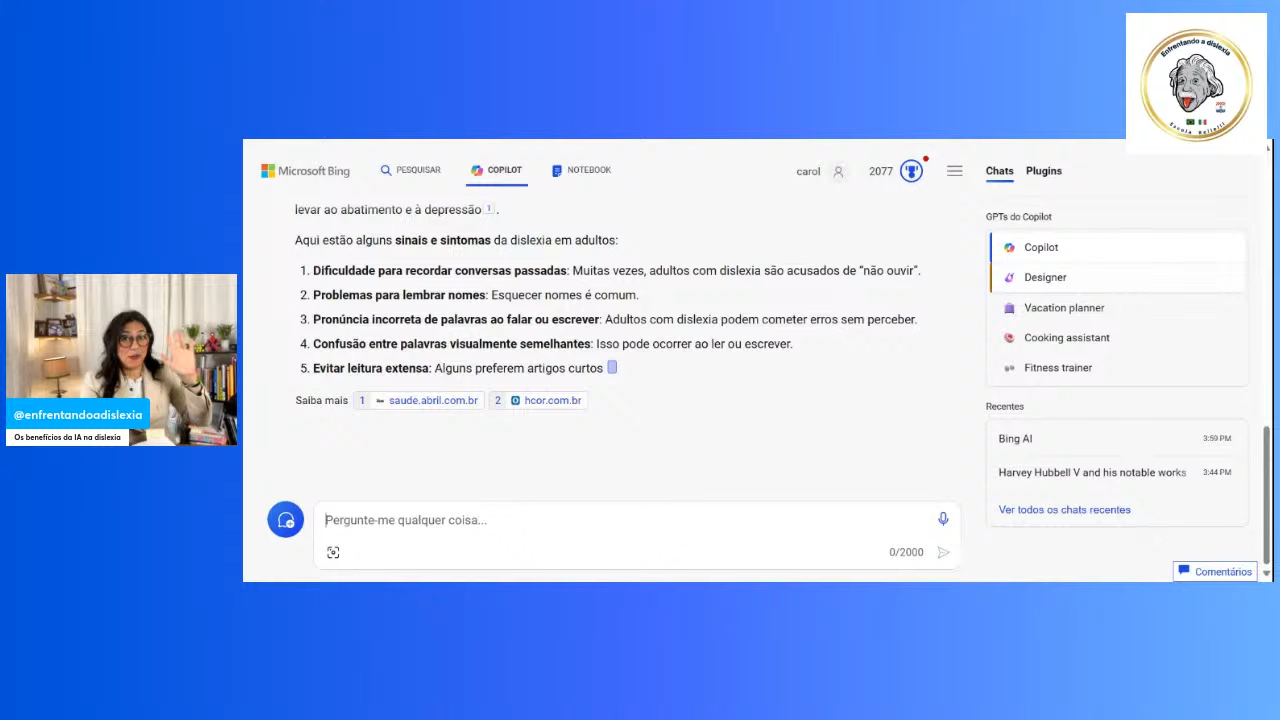 Enfrentando a dislexia
Microsoft Bing
PESQUISAR
COPILOT
NOTEBOOK
carol
2077
Chats
Plugins
levar ao abatimento e à depressão 1 .
Aqui estão alguns sinais e sintomas da dislexia em adultos:
1. Dificuldade para recordar conversas passadas: Muitas vezes, adultos com dislexia são acusados de “não ouvir”.
2. Problemas para lembrar nomes: Esquecer nomes é comum.
3. Pronúncia incorreta de palavras ao falar ou escrever: Adultos com dislexia podem cometer erros sem perceber.
4. Confusão entre palavras visualmente semelhantes: Isso pode ocorrer ao ler ou escrever.
5. Evitar leitura extensa: Alguns preferem artigos curtos
Saiba mais 1 saude.abril.com.br 2 hcor.com.br
Pergunte-me qualquer coisa...
0/2000
GPTs do Copilot
Copilot
Designer
Vacation planner
Cooking assistant
Fitness trainer
Recentes
Bing AI 3:59 PM
Harvey Hubbell V and his notable works 3:44 PM
Ver todos os chats recentes
Comentários
@enfrentandoadislexia
Os benefícios da IA na dislexia